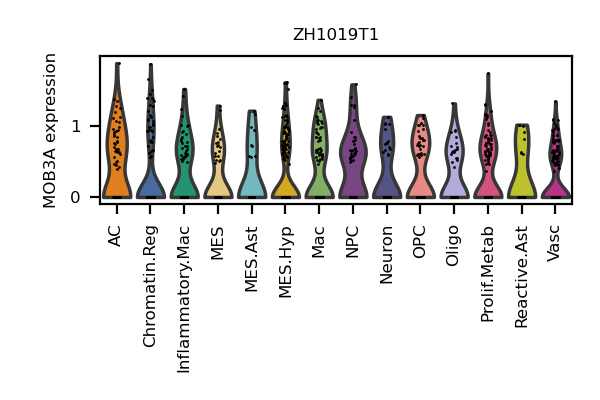 ZH1019T1
MOB3A expression
1
0
AC
Chromatin.Reg
Inflammatory.Mac
MES
MES.Ast
MES.Hyp
Mac
NPC
Neuron
OPC
Oligo
Prolif.Metab
Reactive.Ast
Vasc